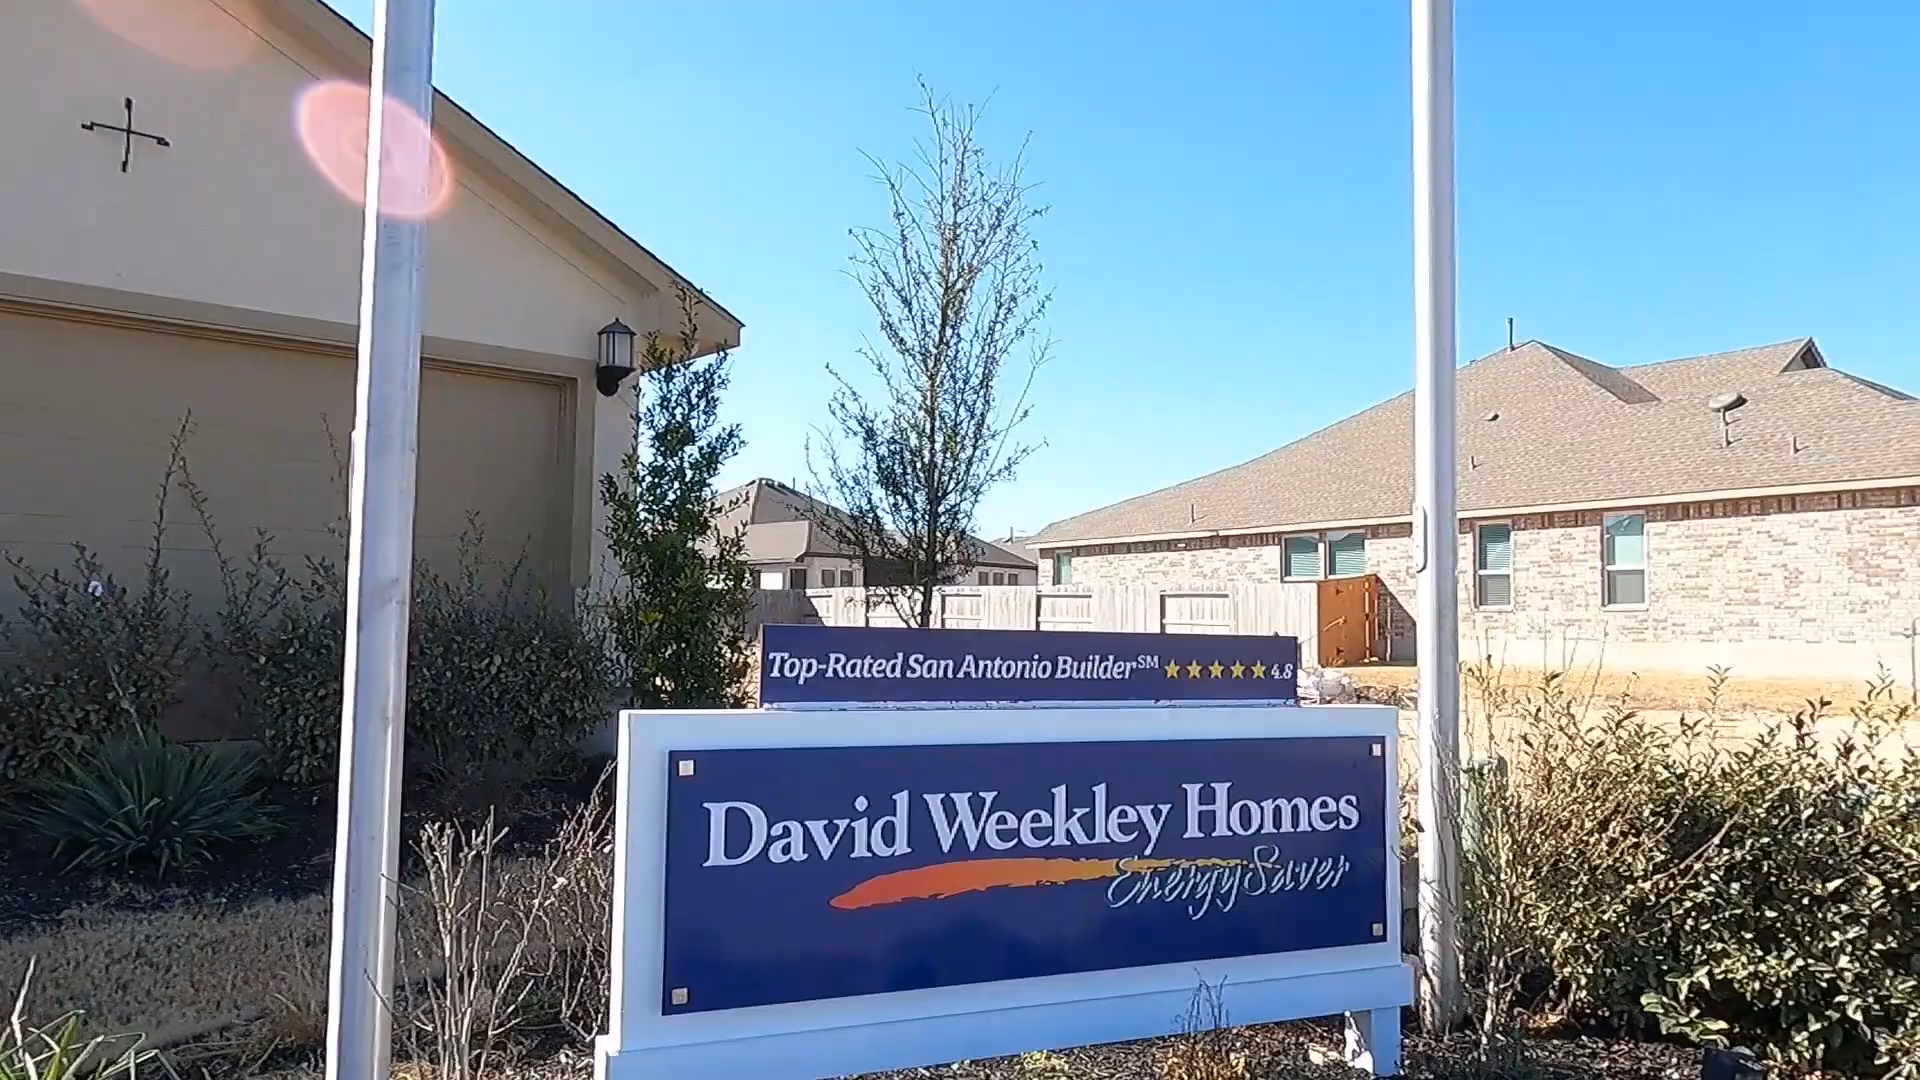 Top-Rated San Antonio Builder℠ ★★★★★ 4.8
David Weekley Homes
EnergySaver